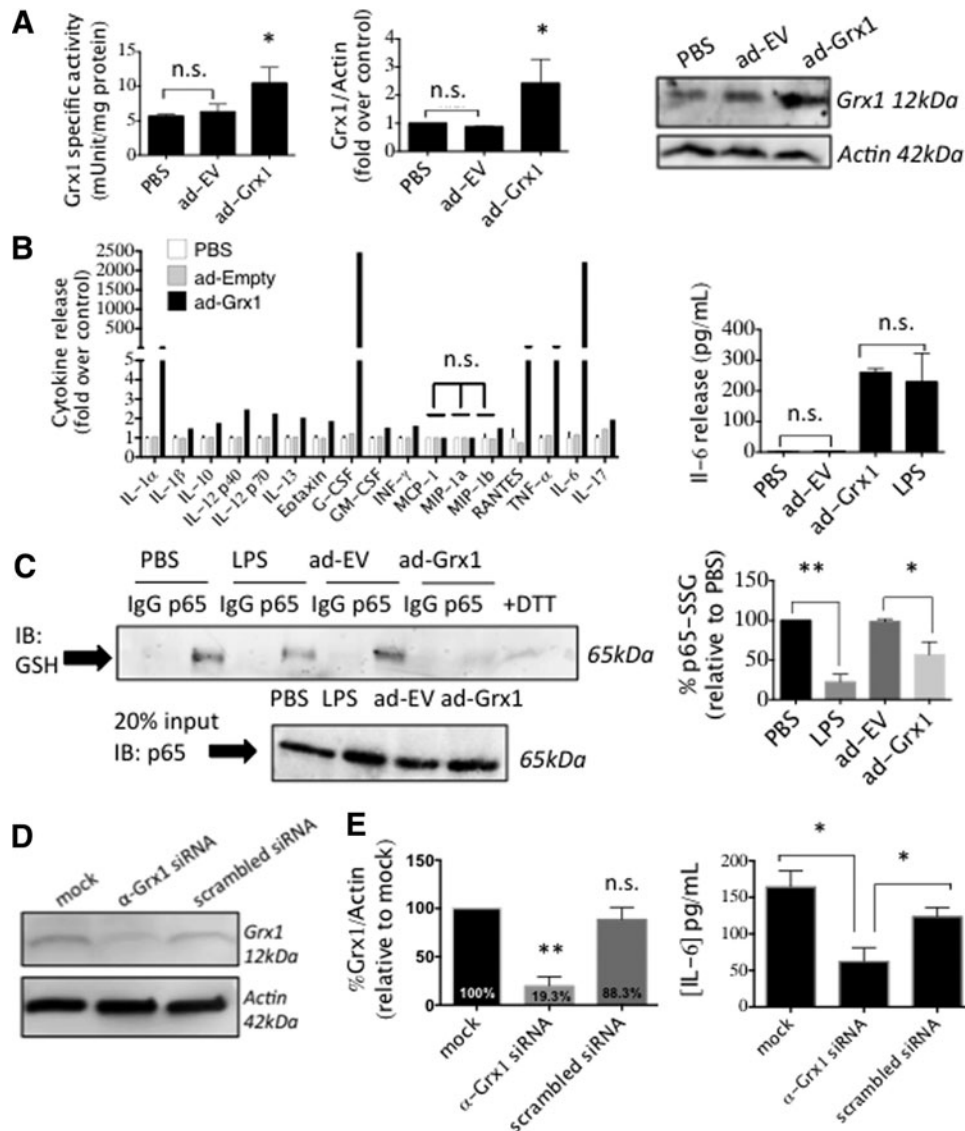 A
Grx1 specific activity
(mUnit/mg protein)
15
10
5
0
n.s.
*
PBS
ad-EV
ad-Grx1
Grx1/Actin
(fold over control)
4
3
2
1
0
n.s.
*
PBS
ad-EV
ad-Grx1
PBS
ad-EV
ad-Grx1
Grx1 12kDa
Actin 42kDa
B
Cytokine release
(fold over control)
2500
2000
1500
1000
500
5
4
3
2
1
0
PBS
ad-Empty
ad-Grx1
n.s.
IL-1α
IL-1β
IL-10
IL-12 p40
IL-12 p70
IL-13
Eotaxin
G-CSF
GM-CSF
INF-γ
MCP-1
MIP-1a
MIP-1b
RANTES
TNF-α
IL-6
IL-17
Il-6 release (pg/mL)
400
300
200
100
0
n.s.
n.s.
PBS
ad-EV
ad-Grx1
LPS
C
PBS LPS ad-EV ad-Grx1
IgG p65 IgG p65 IgG p65 IgG p65 +DTT
IB:
GSH
65kDa
PBS LPS ad-EV ad-Grx1
20% input
IB: p65
65kDa
% p65-SSG
(relative to PBS)
150
100
50
0
**
*
PBS
LPS
ad-EV
ad-Grx1
D
mock
α-Grx1 siRNA
scrambled siRNA
Grx1
12kDa
Actin
42kDa
E
%Grx1/Actin
(relative to mock)
150
100
50
0
**
n.s.
100%
19.3%
88.3%
mock
α-Grx1 siRNA
scrambled siRNA
[IL-6] pg/mL
200
150
100
50
0
*
*
mock
α-Grx1 siRNA
scrambled siRNA